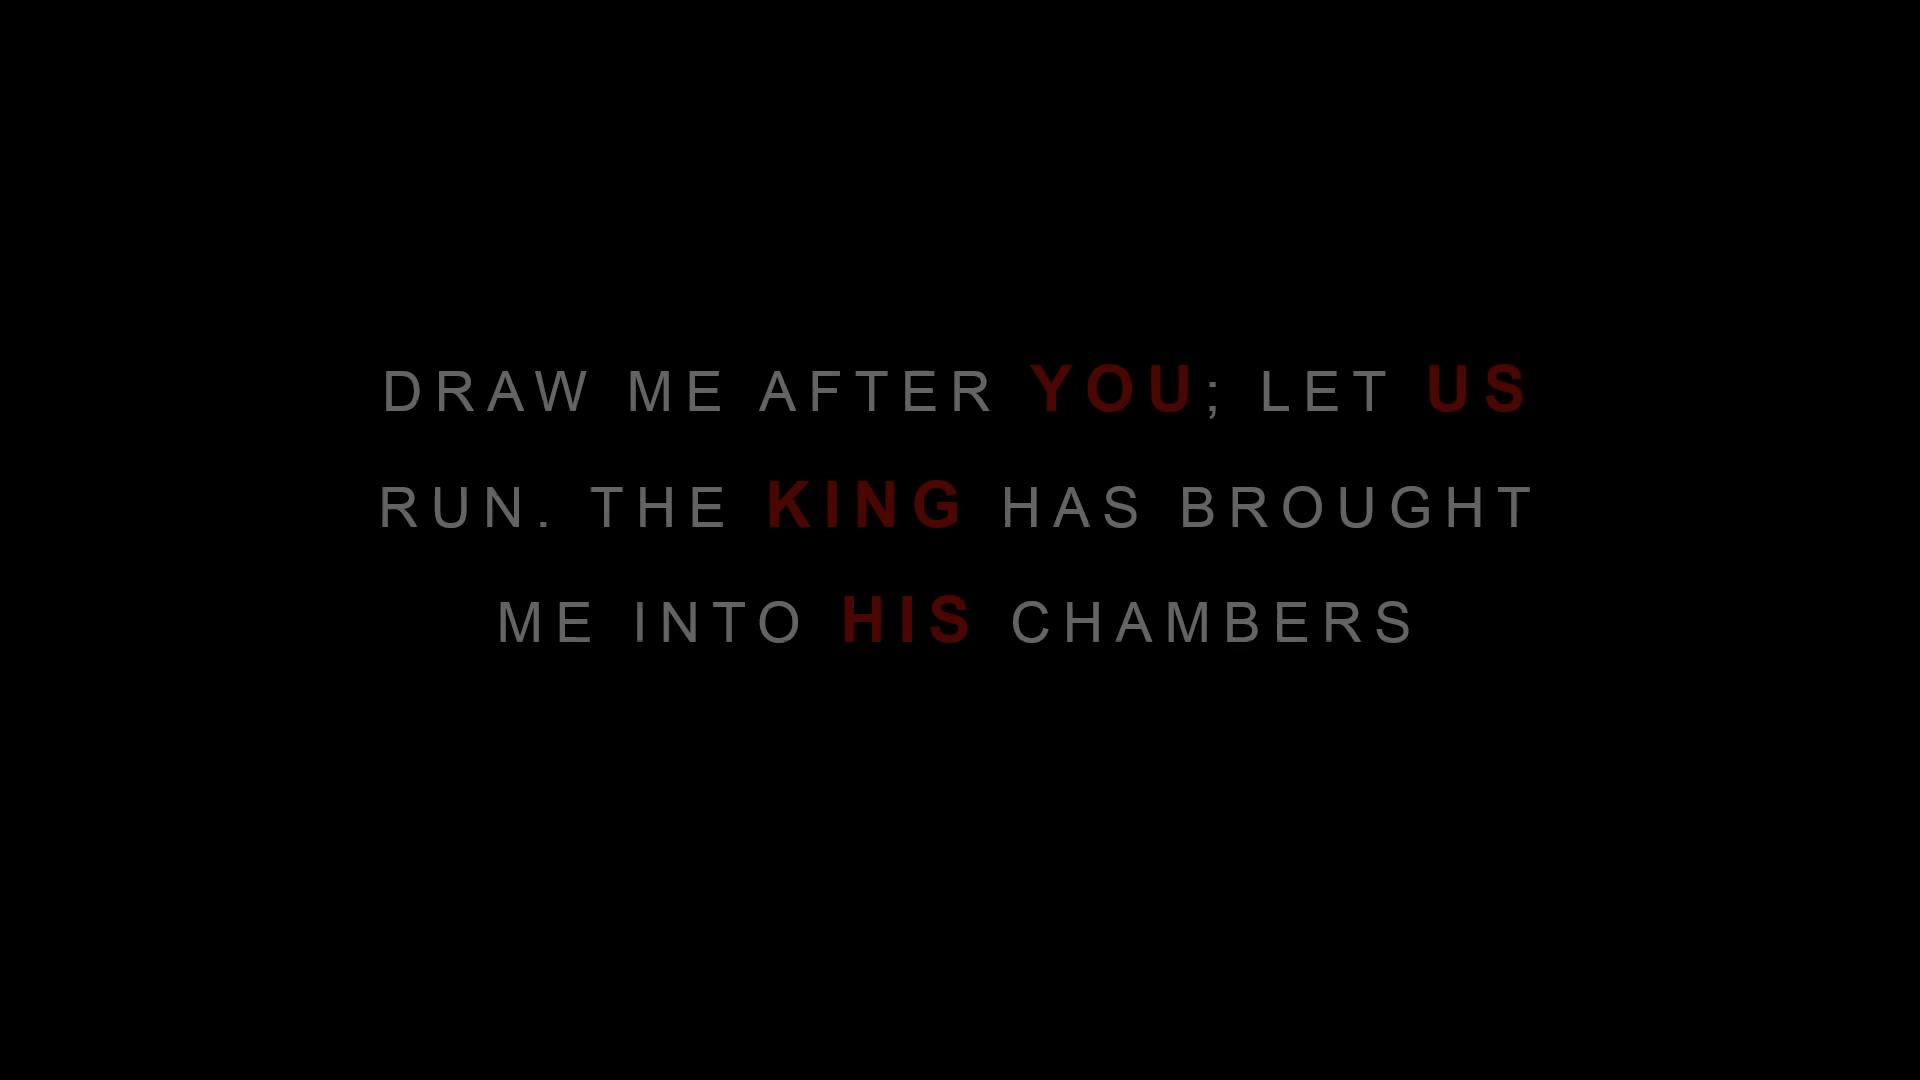 DRAW ME AFTER YOU; LET US
RUN. THE KING HAS BROUGHT
ME INTO HIS CHAMBERS